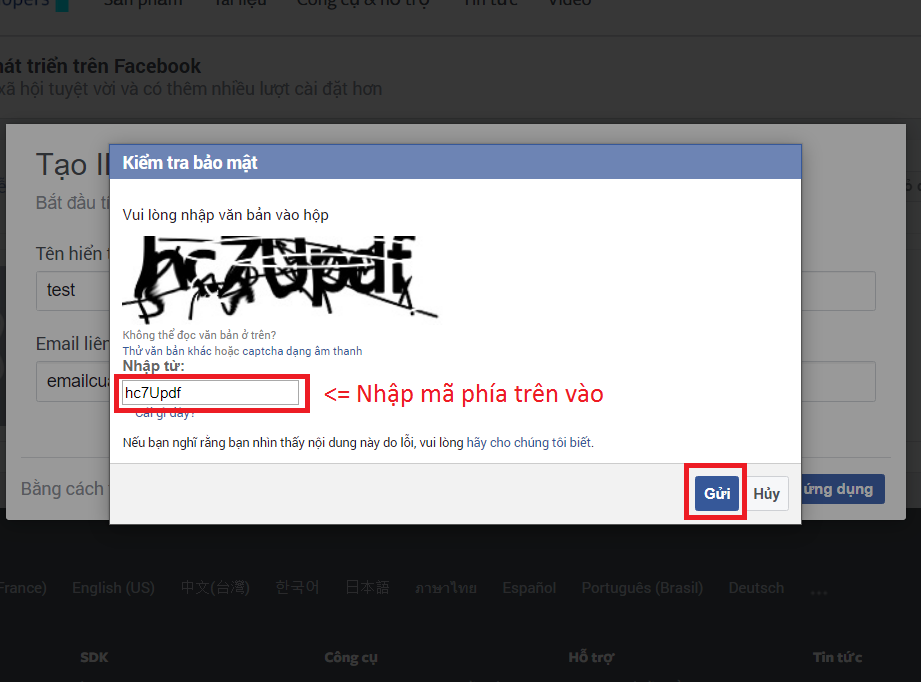 Sản phẩm Tài liệu Công cụ & hỗ trợ Tin tức Video
triển trên Facebook
xã hội tuyệt vời và có thêm nhiều lượt cài đặt hơn
Tạo
Kiểm tra bảo mật
Bắt đầu
Vui lòng nhập văn bản vào hộp
hc7Updf
Tên hiển
test
Không thể đọc văn bản ở trên?
Thử văn bản khác hoặc captcha dạng âm thanh
Email
Nhập từ:
hc7Updf
<= Nhập mã phía trên vào
Cái gì đây?
Nếu bạn nghĩ rằng bạn nhìn thấy nội dung này do lỗi, vui lòng hãy cho chúng tôi biết.
Bằng cách
Gửi Hủy
ứng dụng
France) English (US) 中文(台灣) 한국어 日本語 ภาษาไทย Español Português (Brasil) Deutsch ...
SDK Công cụ Hỗ trợ Tin tức